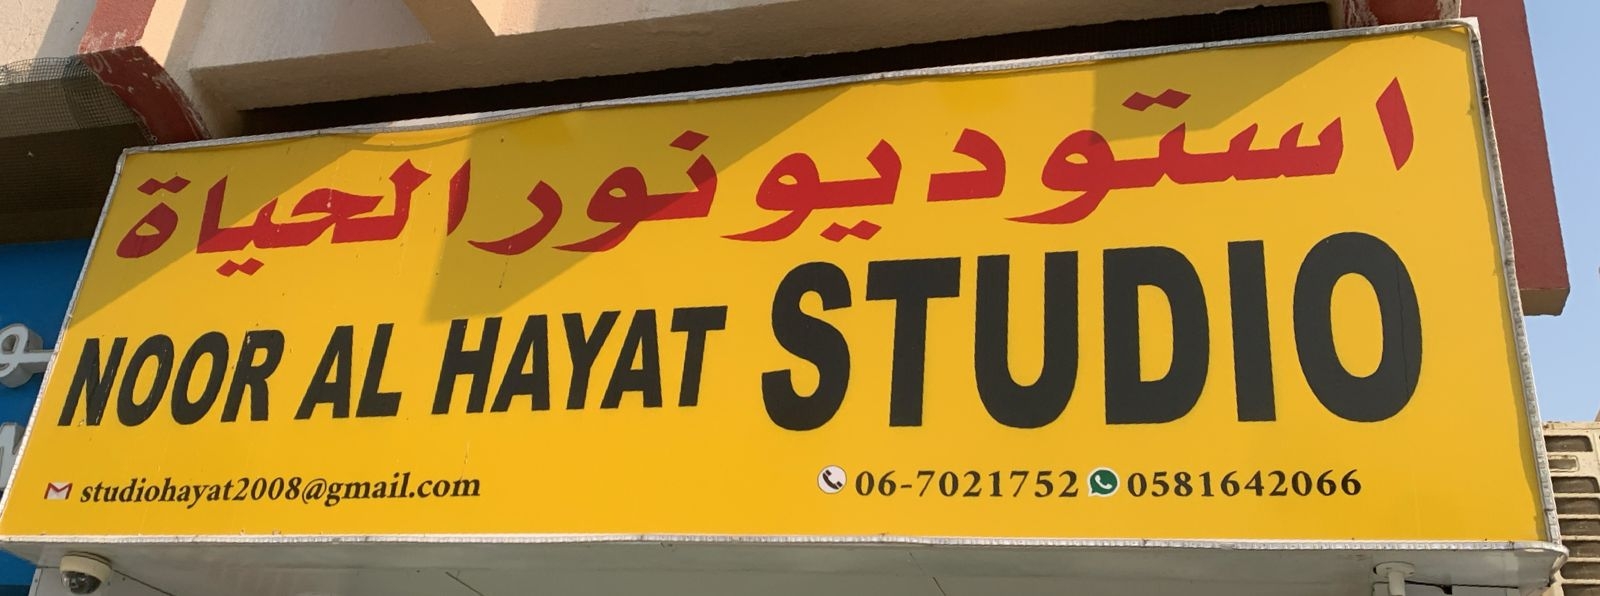 استوديو نور الحياة
NOOR AL HAYAT STUDIO
studiohayat2008@gmail.com 06-7021752 0581642066